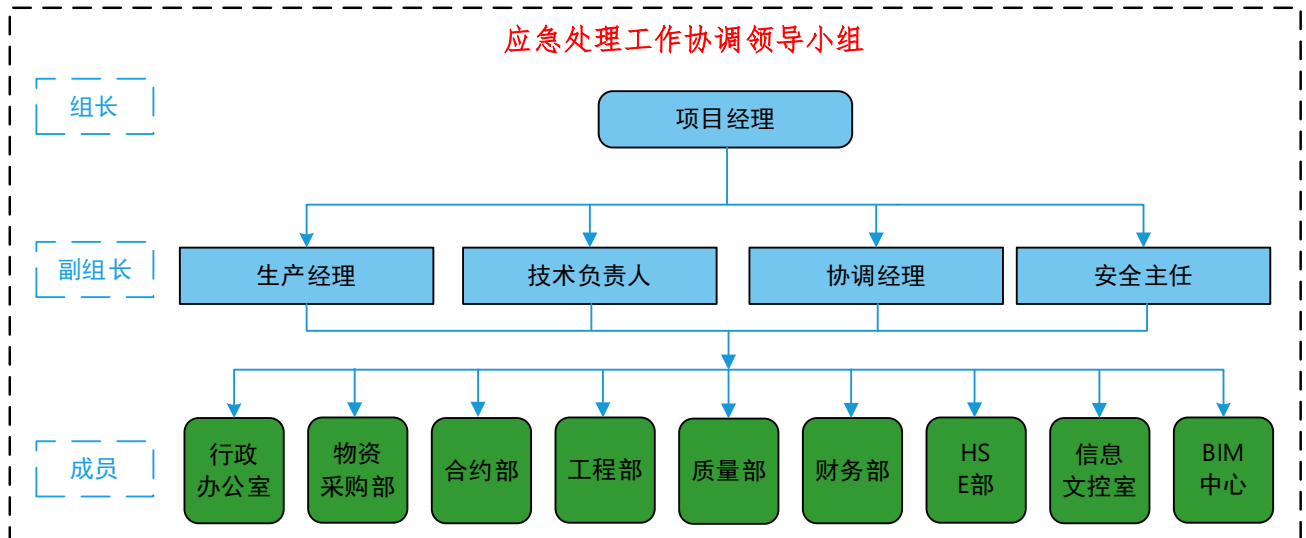 应急处理工作协调领导小组
组长
项目经理
副组长
生产经理
技术负责人
协调经理
安全主任
成员
行政
办公室
物资
采购部
合约部
工程部
质量部
财务部
HS
E部
信息
文控室
BIM
中心